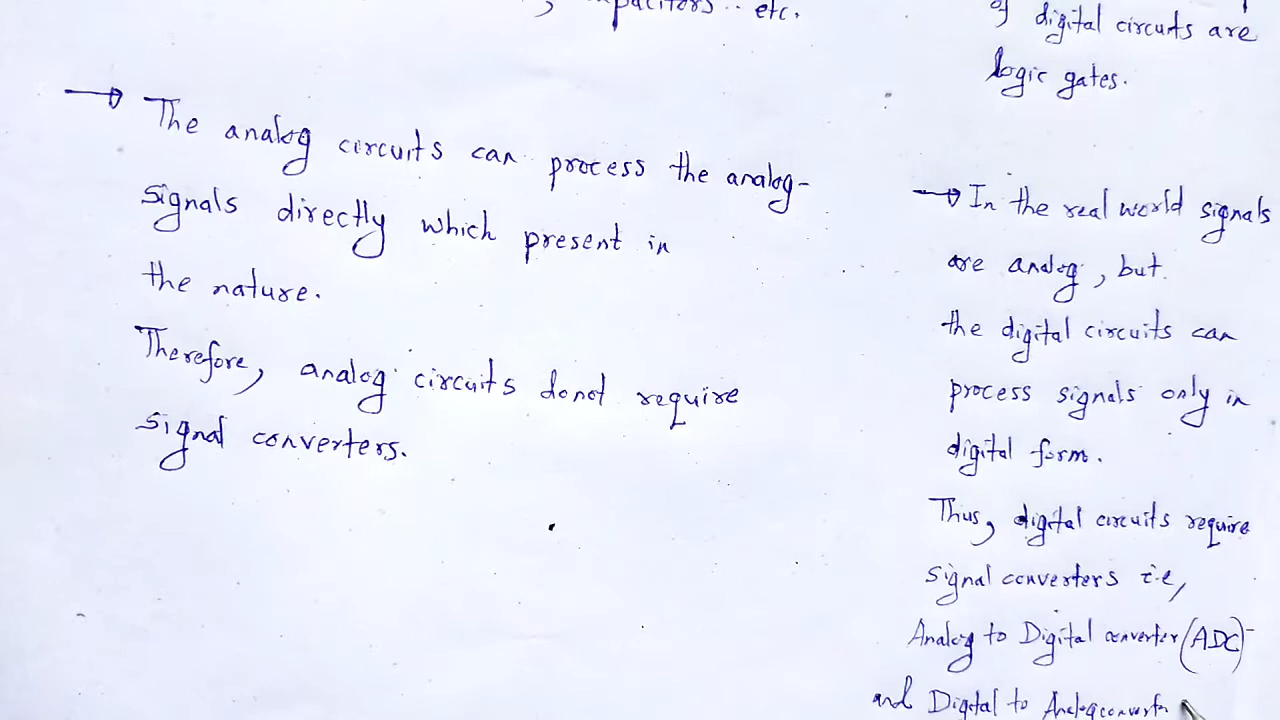 capacitors.. etc.
The analog circuits can process the analog-
signals directly which present in
the nature.
Therefore, analog circuits donot require
signal converters.
of digital circuits are
logic gates.
In the real world signals
are analog, but
the digital circuits can
process signals only in
digital form.
Thus, digital circuits require
signal converters i.e,
Analog to Digital converter (ADC)-
and Digital to Analog converter